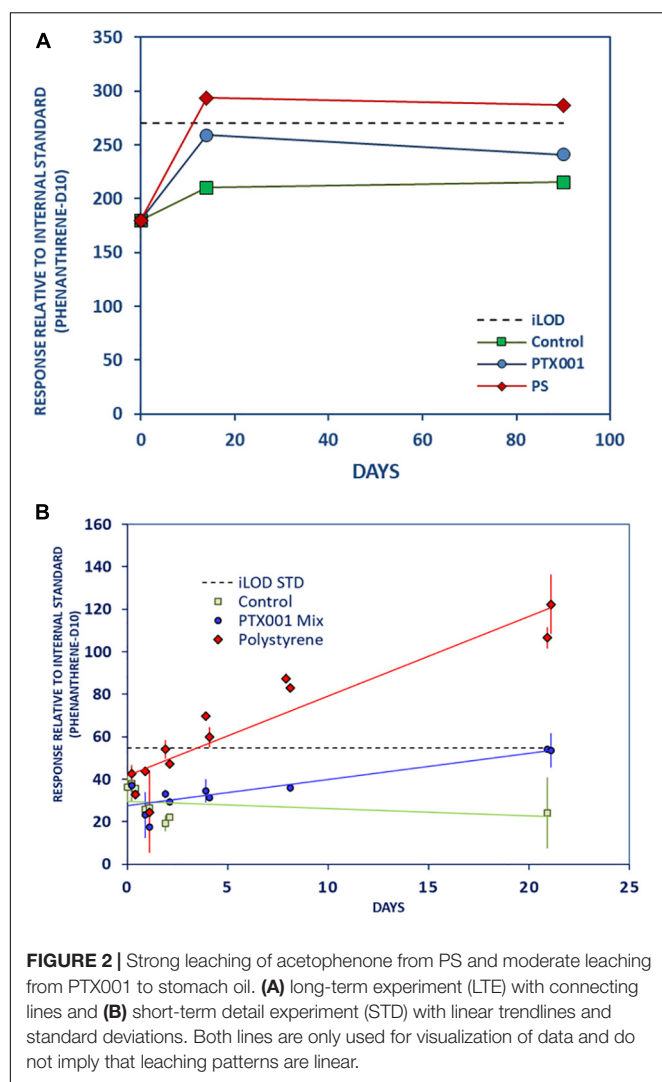 A
350
300
250
200
150
100
50
0
RESPONSE RELATIVE TO INTERNAL STANDARD
(PHENANTHRENE-D10)
iLOD
Control
PTX001
PS
0 20 40 60 80 100
DAYS
B
160
140
120
100
80
60
40
20
0
RESPONSE RELATIVE TO INTERNAL STANDARD
(PHENANTHRENE-D10)
iLOD STD
Control
PTX001 Mix
Polystyrene
0 5 10 15 20 25
DAYS
FIGURE 2 | Strong leaching of acetophenone from PS and moderate leaching
from PTX001 to stomach oil. (A) long-term experiment (LTE) with connecting
lines and (B) short-term detail experiment (STD) with linear trendlines and
standard deviations. Both lines are only used for visualization of data and do
not imply that leaching patterns are linear.